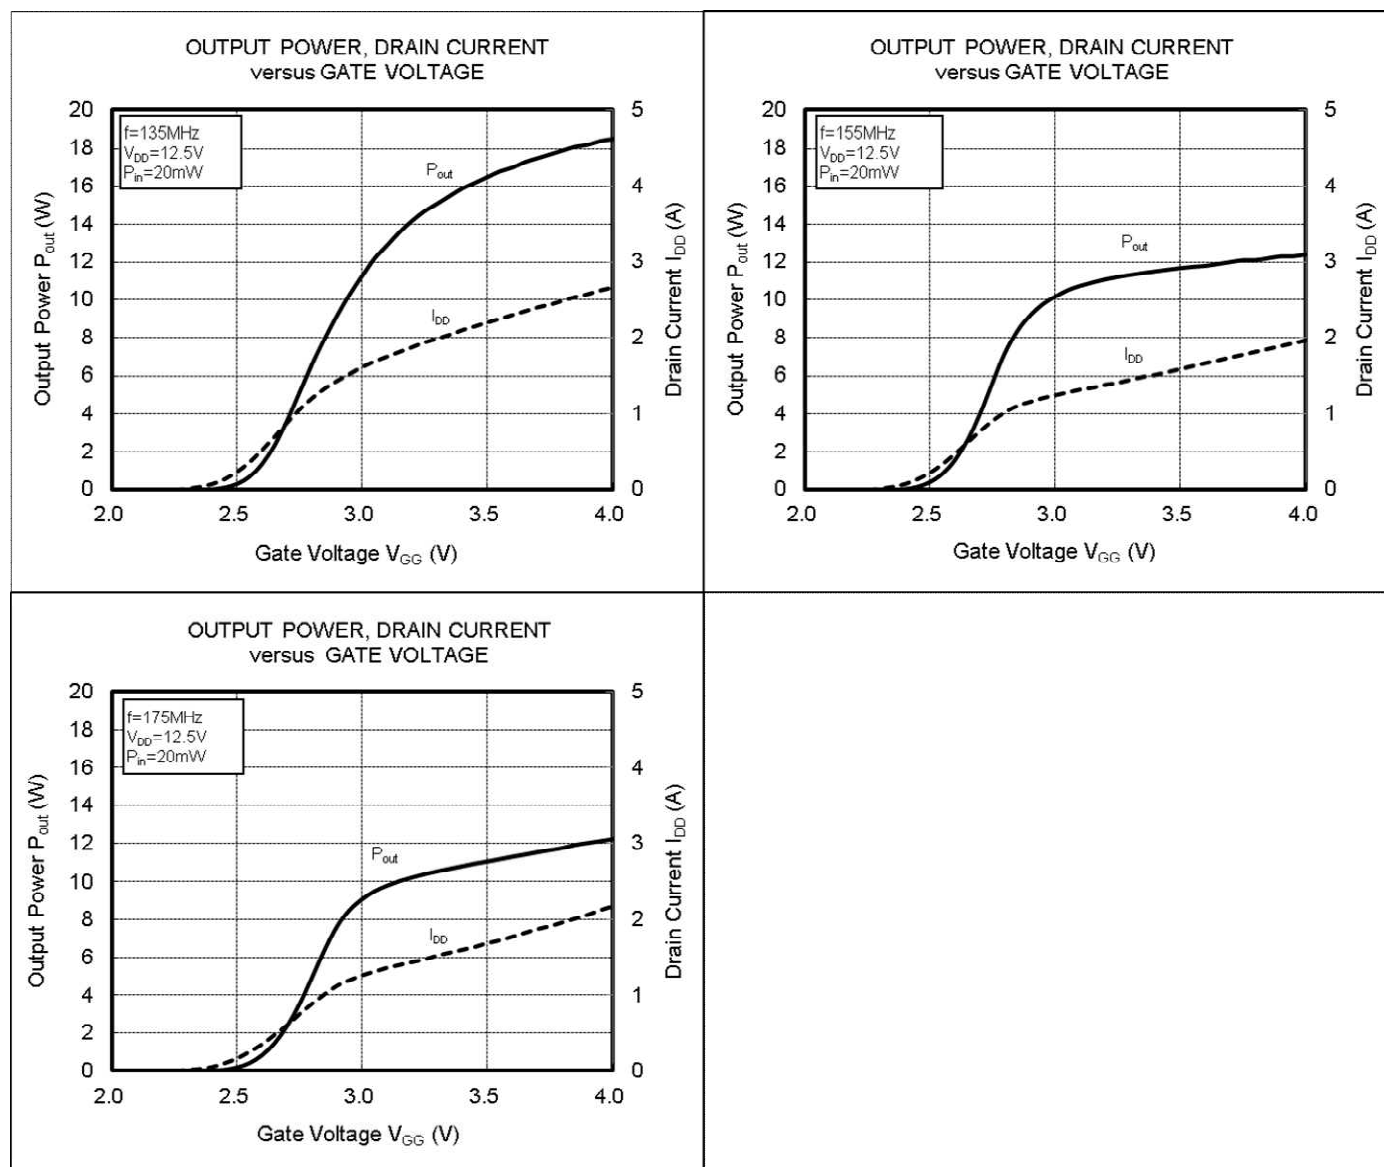 OUTPUT POWER, DRAIN CURRENT
versus GATE VOLTAGE
20
18
16
14
12
10
8
6
4
2
0
5
4
3
2
1
0
f=135MHz
VDD=12.5V
Pin=20mW
Pout
IDD
Output Power Pout (W)
Drain Current IDD (A)
2.0 2.5 3.0 3.5 4.0
Gate Voltage VGG (V)
OUTPUT POWER, DRAIN CURRENT
versus GATE VOLTAGE
20
18
16
14
12
10
8
6
4
2
0
5
4
3
2
1
0
f=155MHz
VDD=12.5V
Pin=20mW
Pout
IDD
Output Power Pout (W)
Drain Current IDD (A)
2.0 2.5 3.0 3.5 4.0
Gate Voltage VGG (V)
OUTPUT POWER, DRAIN CURRENT
versus GATE VOLTAGE
20
18
16
14
12
10
8
6
4
2
0
5
4
3
2
1
0
f=175MHz
VDD=12.5V
Pin=20mW
Pout
IDD
Output Power Pout (W)
Drain Current IDD (A)
2.0 2.5 3.0 3.5 4.0
Gate Voltage VGG (V)